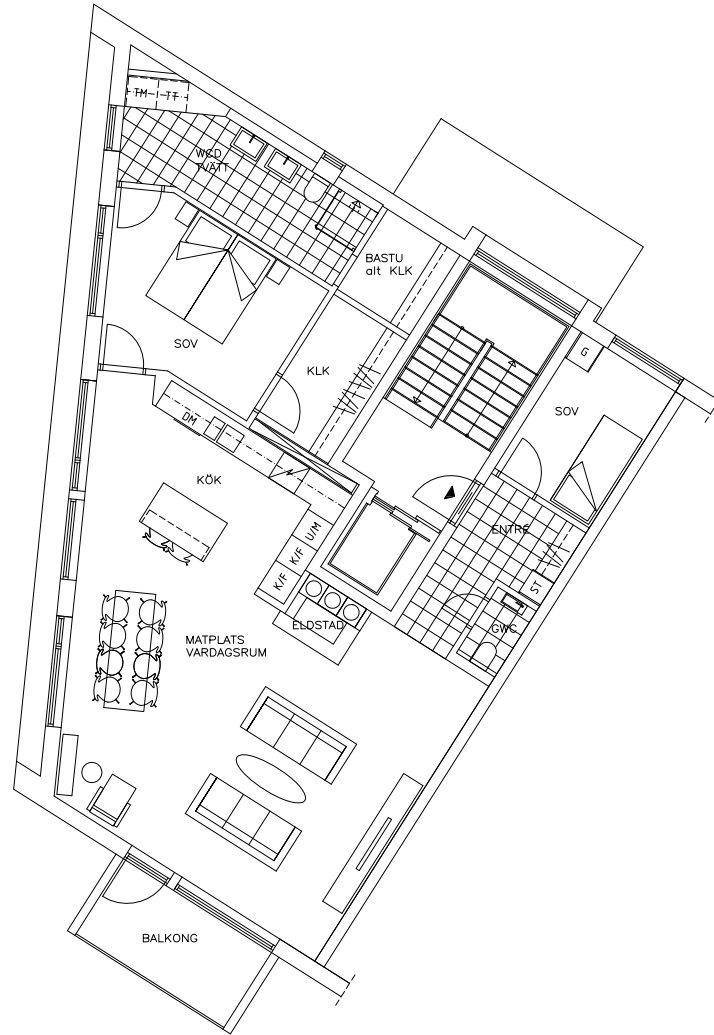 TM
TT
WCD
TVÄTT
BASTU
alt KLK
SOV
KLK
G
SOV
DM
KÖK
U/M
K/F
K/F
ENTRE
ST
GWC
ELDSTAD
MATPLATS
VARDAGSRUM
BALKONG